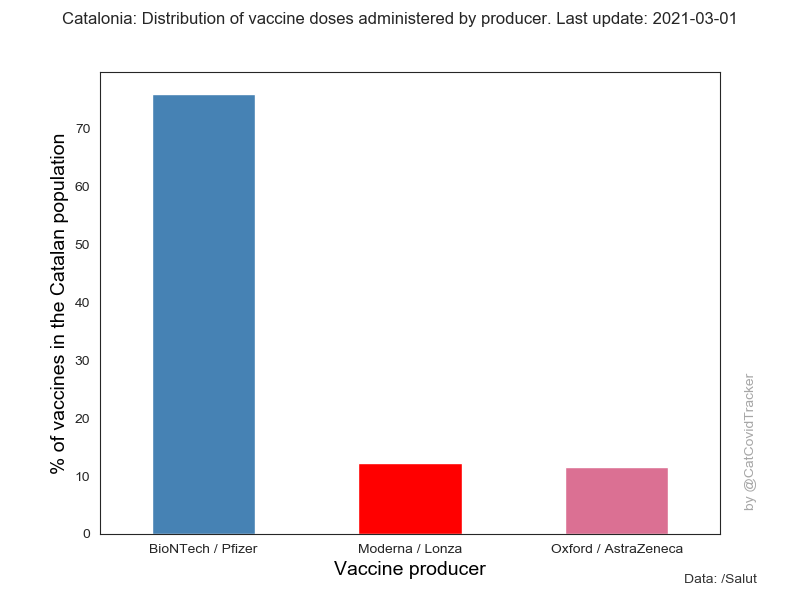 Catalonia: Distribution of vaccine doses administered by producer. Last update: 2021-03-01
% of vaccines in the Catalan population
70
60
50
40
30
20
10
0
BioNTech / Pfizer
Moderna / Lonza
Oxford / AstraZeneca
Vaccine producer
by @CatCovidTracker
Data: /Salut